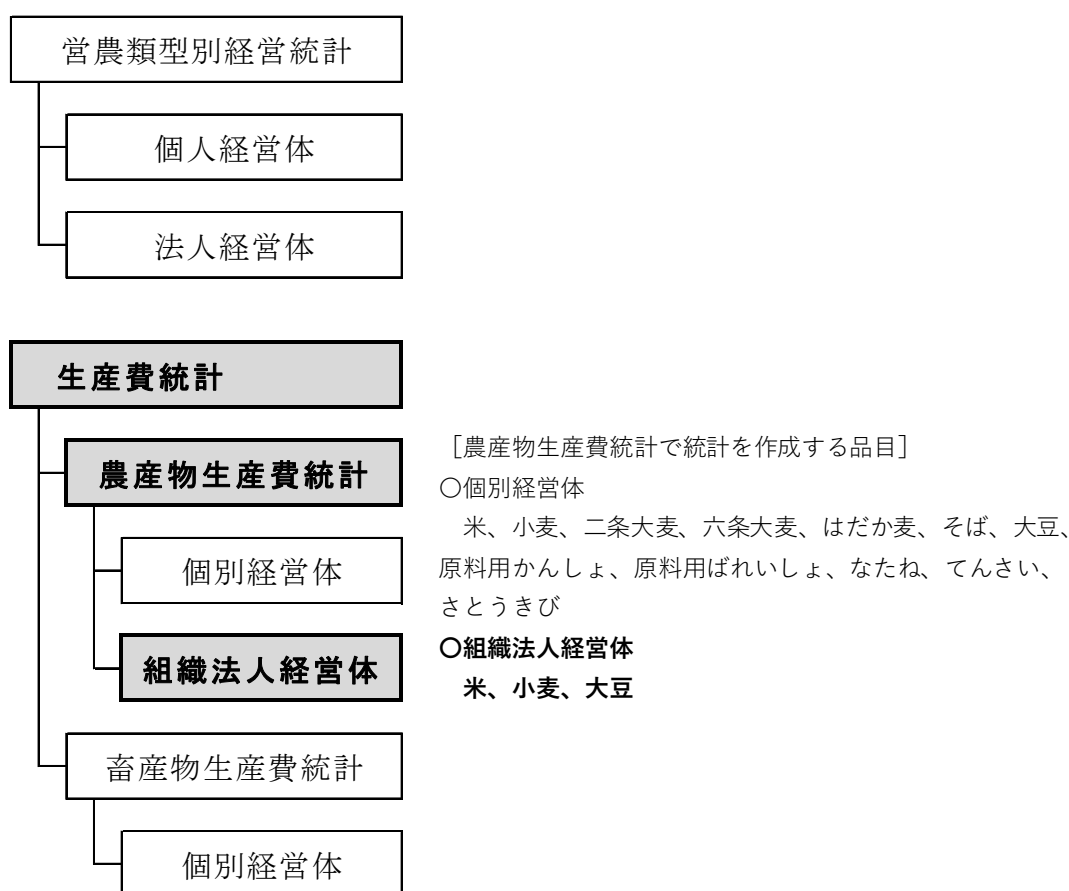 営農類型別経営統計
個人経営体
法人経営体
生産費統計
農産物生産費統計
個別経営体
組織法人経営体
畜産物生産費統計
個別経営体
［農産物生産費統計で統計を作成する品目］
〇個別経営体
　米、小麦、二条大麦、六条大麦、はだか麦、そば、大豆、
原料用かんしょ、原料用ばれいしょ、なたね、てんさい、
さとうきび
〇組織法人経営体
　米、小麦、大豆